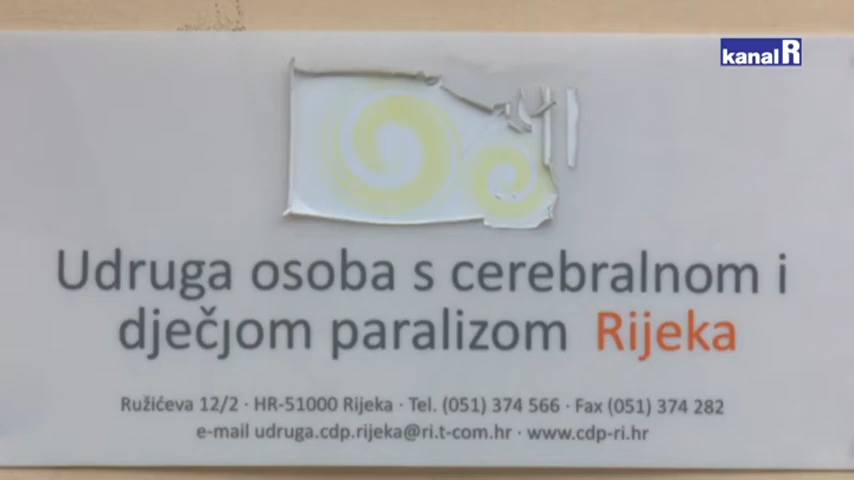 kanal R
Udruga osoba s cerebralnom i
dječjom paralizom Rijeka
Ružićeva 12/2 · HR-51000 Rijeka · Tel. (051) 374 566 · Fax (051) 374 282
e-mail udruga.cdp.rijeka@ri.t-com.hr · www.cdp-ri.hr